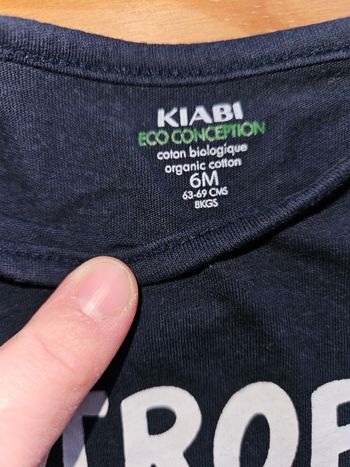 KIABI
ECO CONCEPTION
coton biologique
organic cotton
6M
63-69 CMS
8KGS
TROP